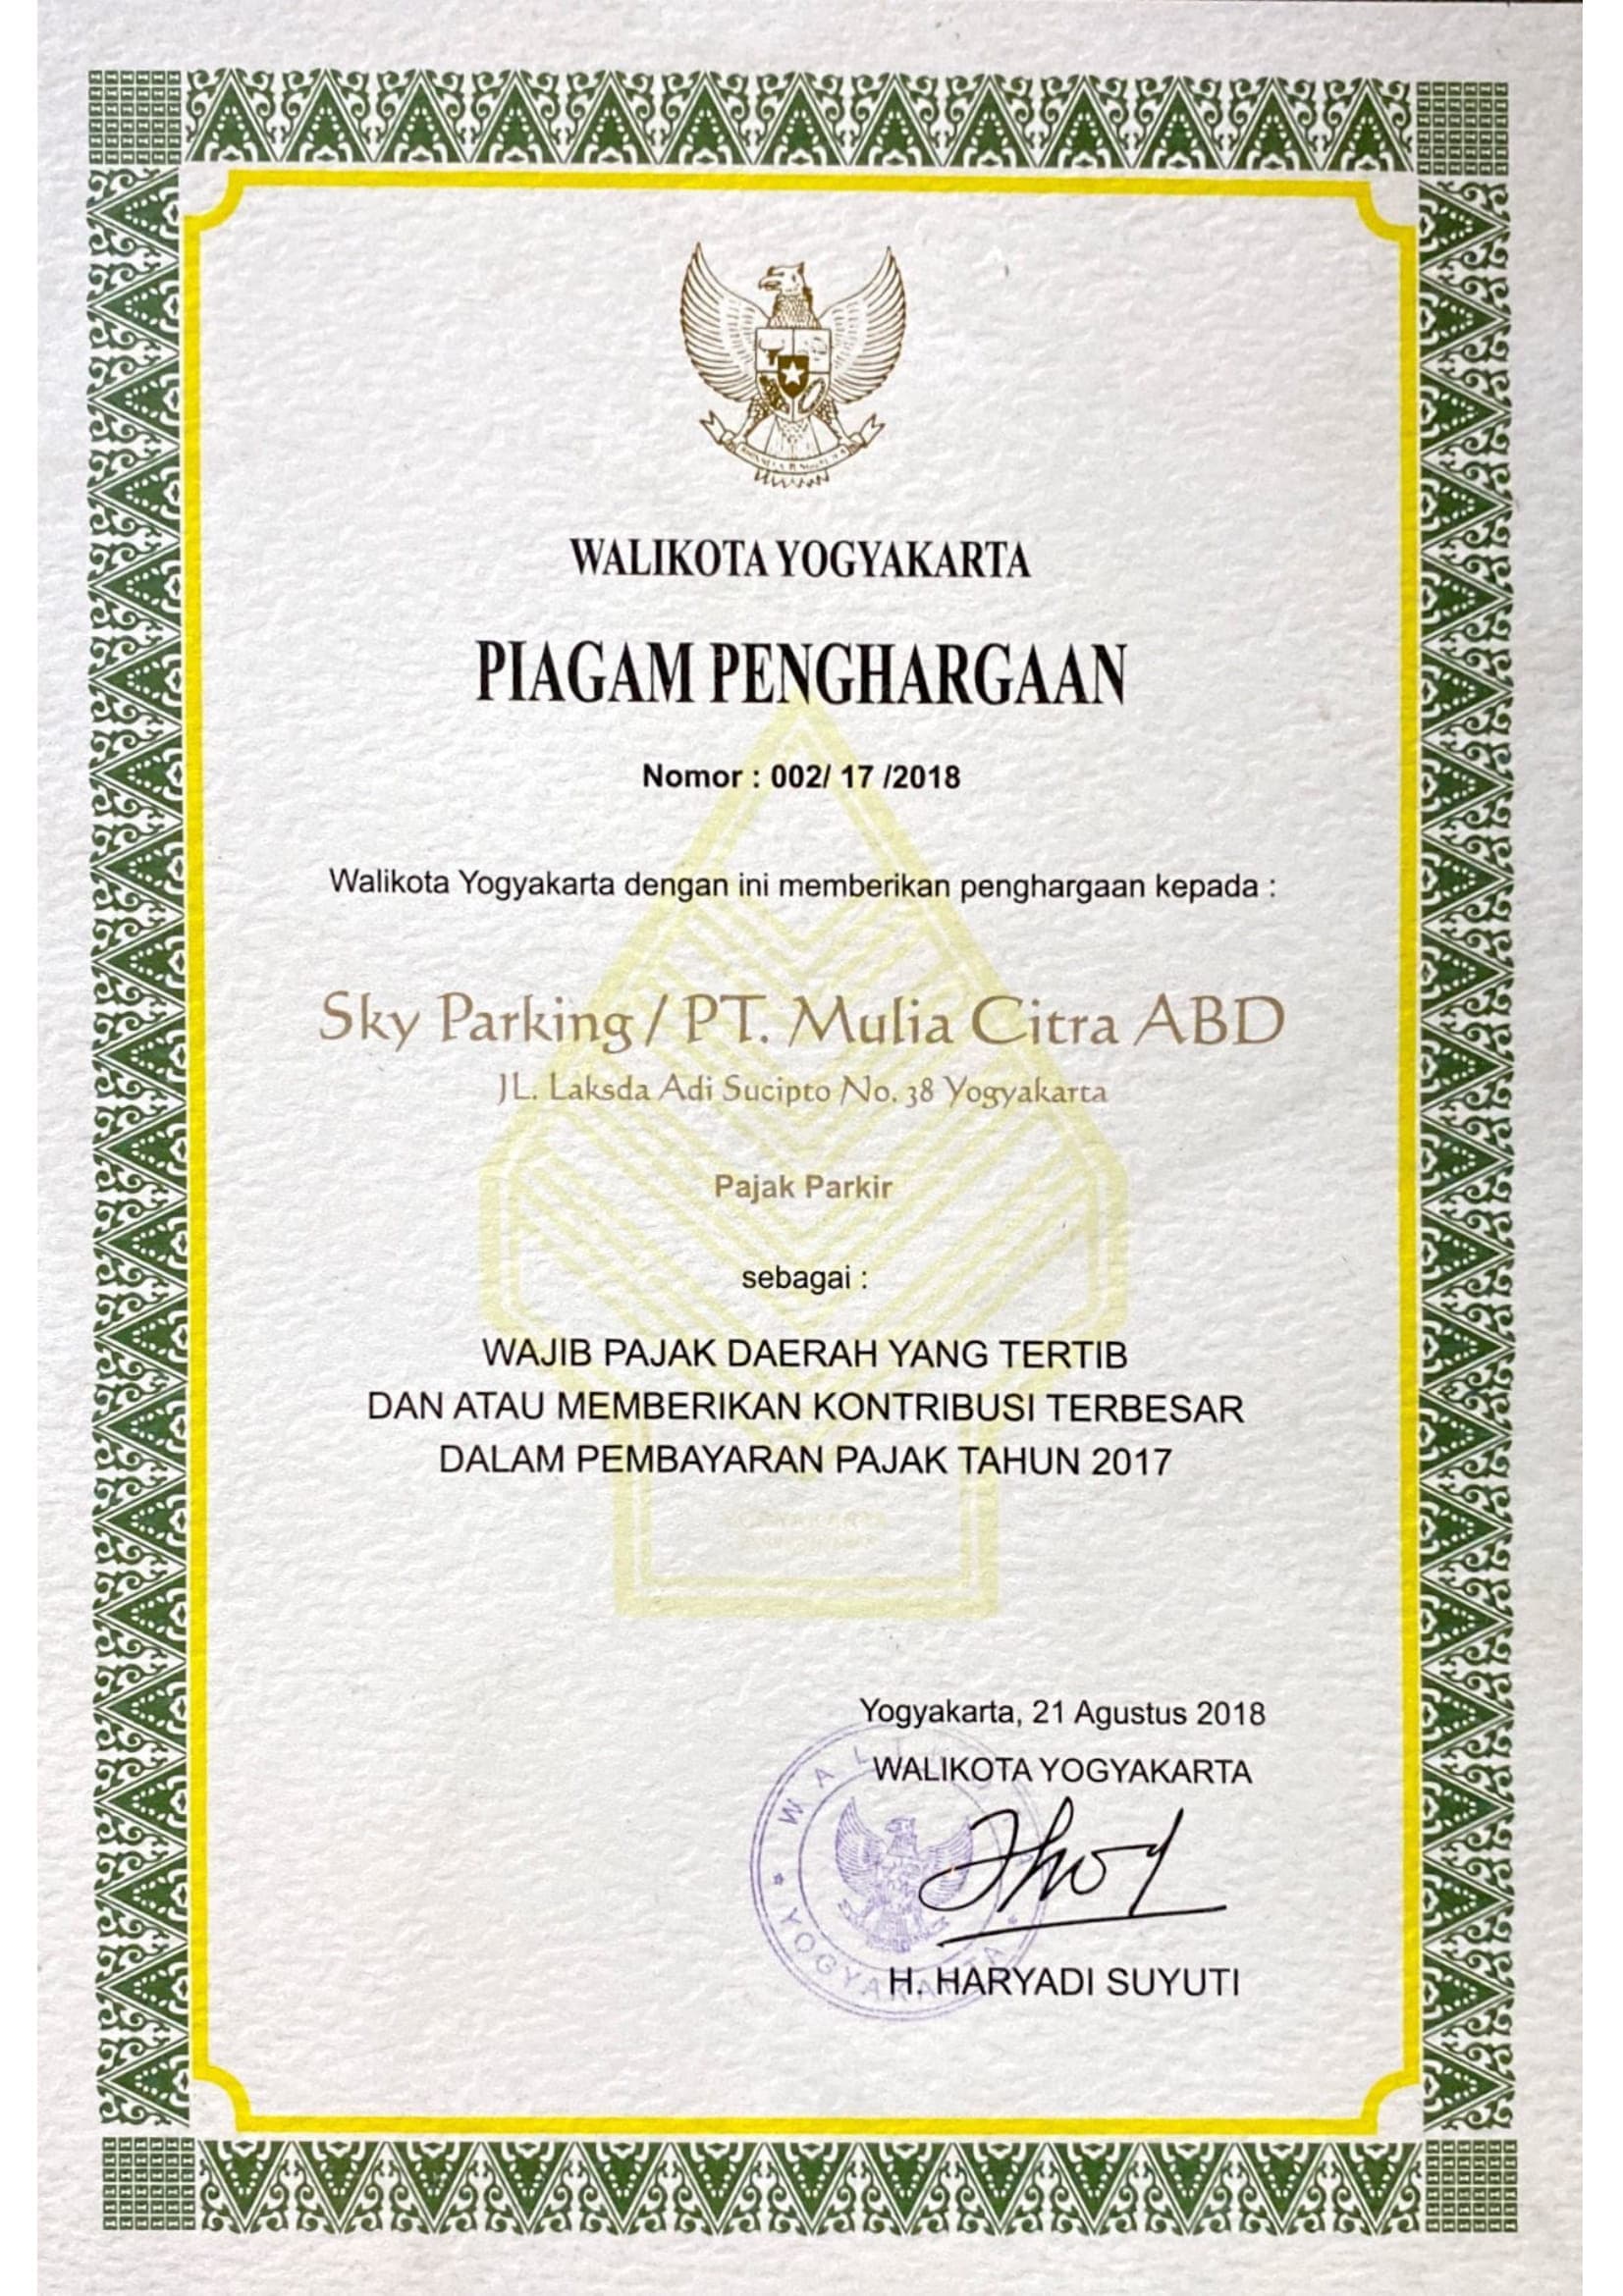 WALIKOTA YOGYAKARTA
PIAGAM PENGHARGAAN
Nomor : 002/ 17 /2018
Walikota Yogyakarta dengan ini memberikan penghargaan kepada :
Sky Parking / PT. Mulia Citra ABD
JL. Laksda Adi Sucipto No. 38 Yogyakarta
Pajak Parkir
sebagai :
WAJIB PAJAK DAERAH YANG TERTIB
DAN ATAU MEMBERIKAN KONTRIBUSI TERBESAR
DALAM PEMBAYARAN PAJAK TAHUN 2017
YOGYAKARTA
Yogyakarta, 21 Agustus 2018
WALIKOTA YOGYAKARTA
YOGYAKARTA
H. HARYADI SUYUTI